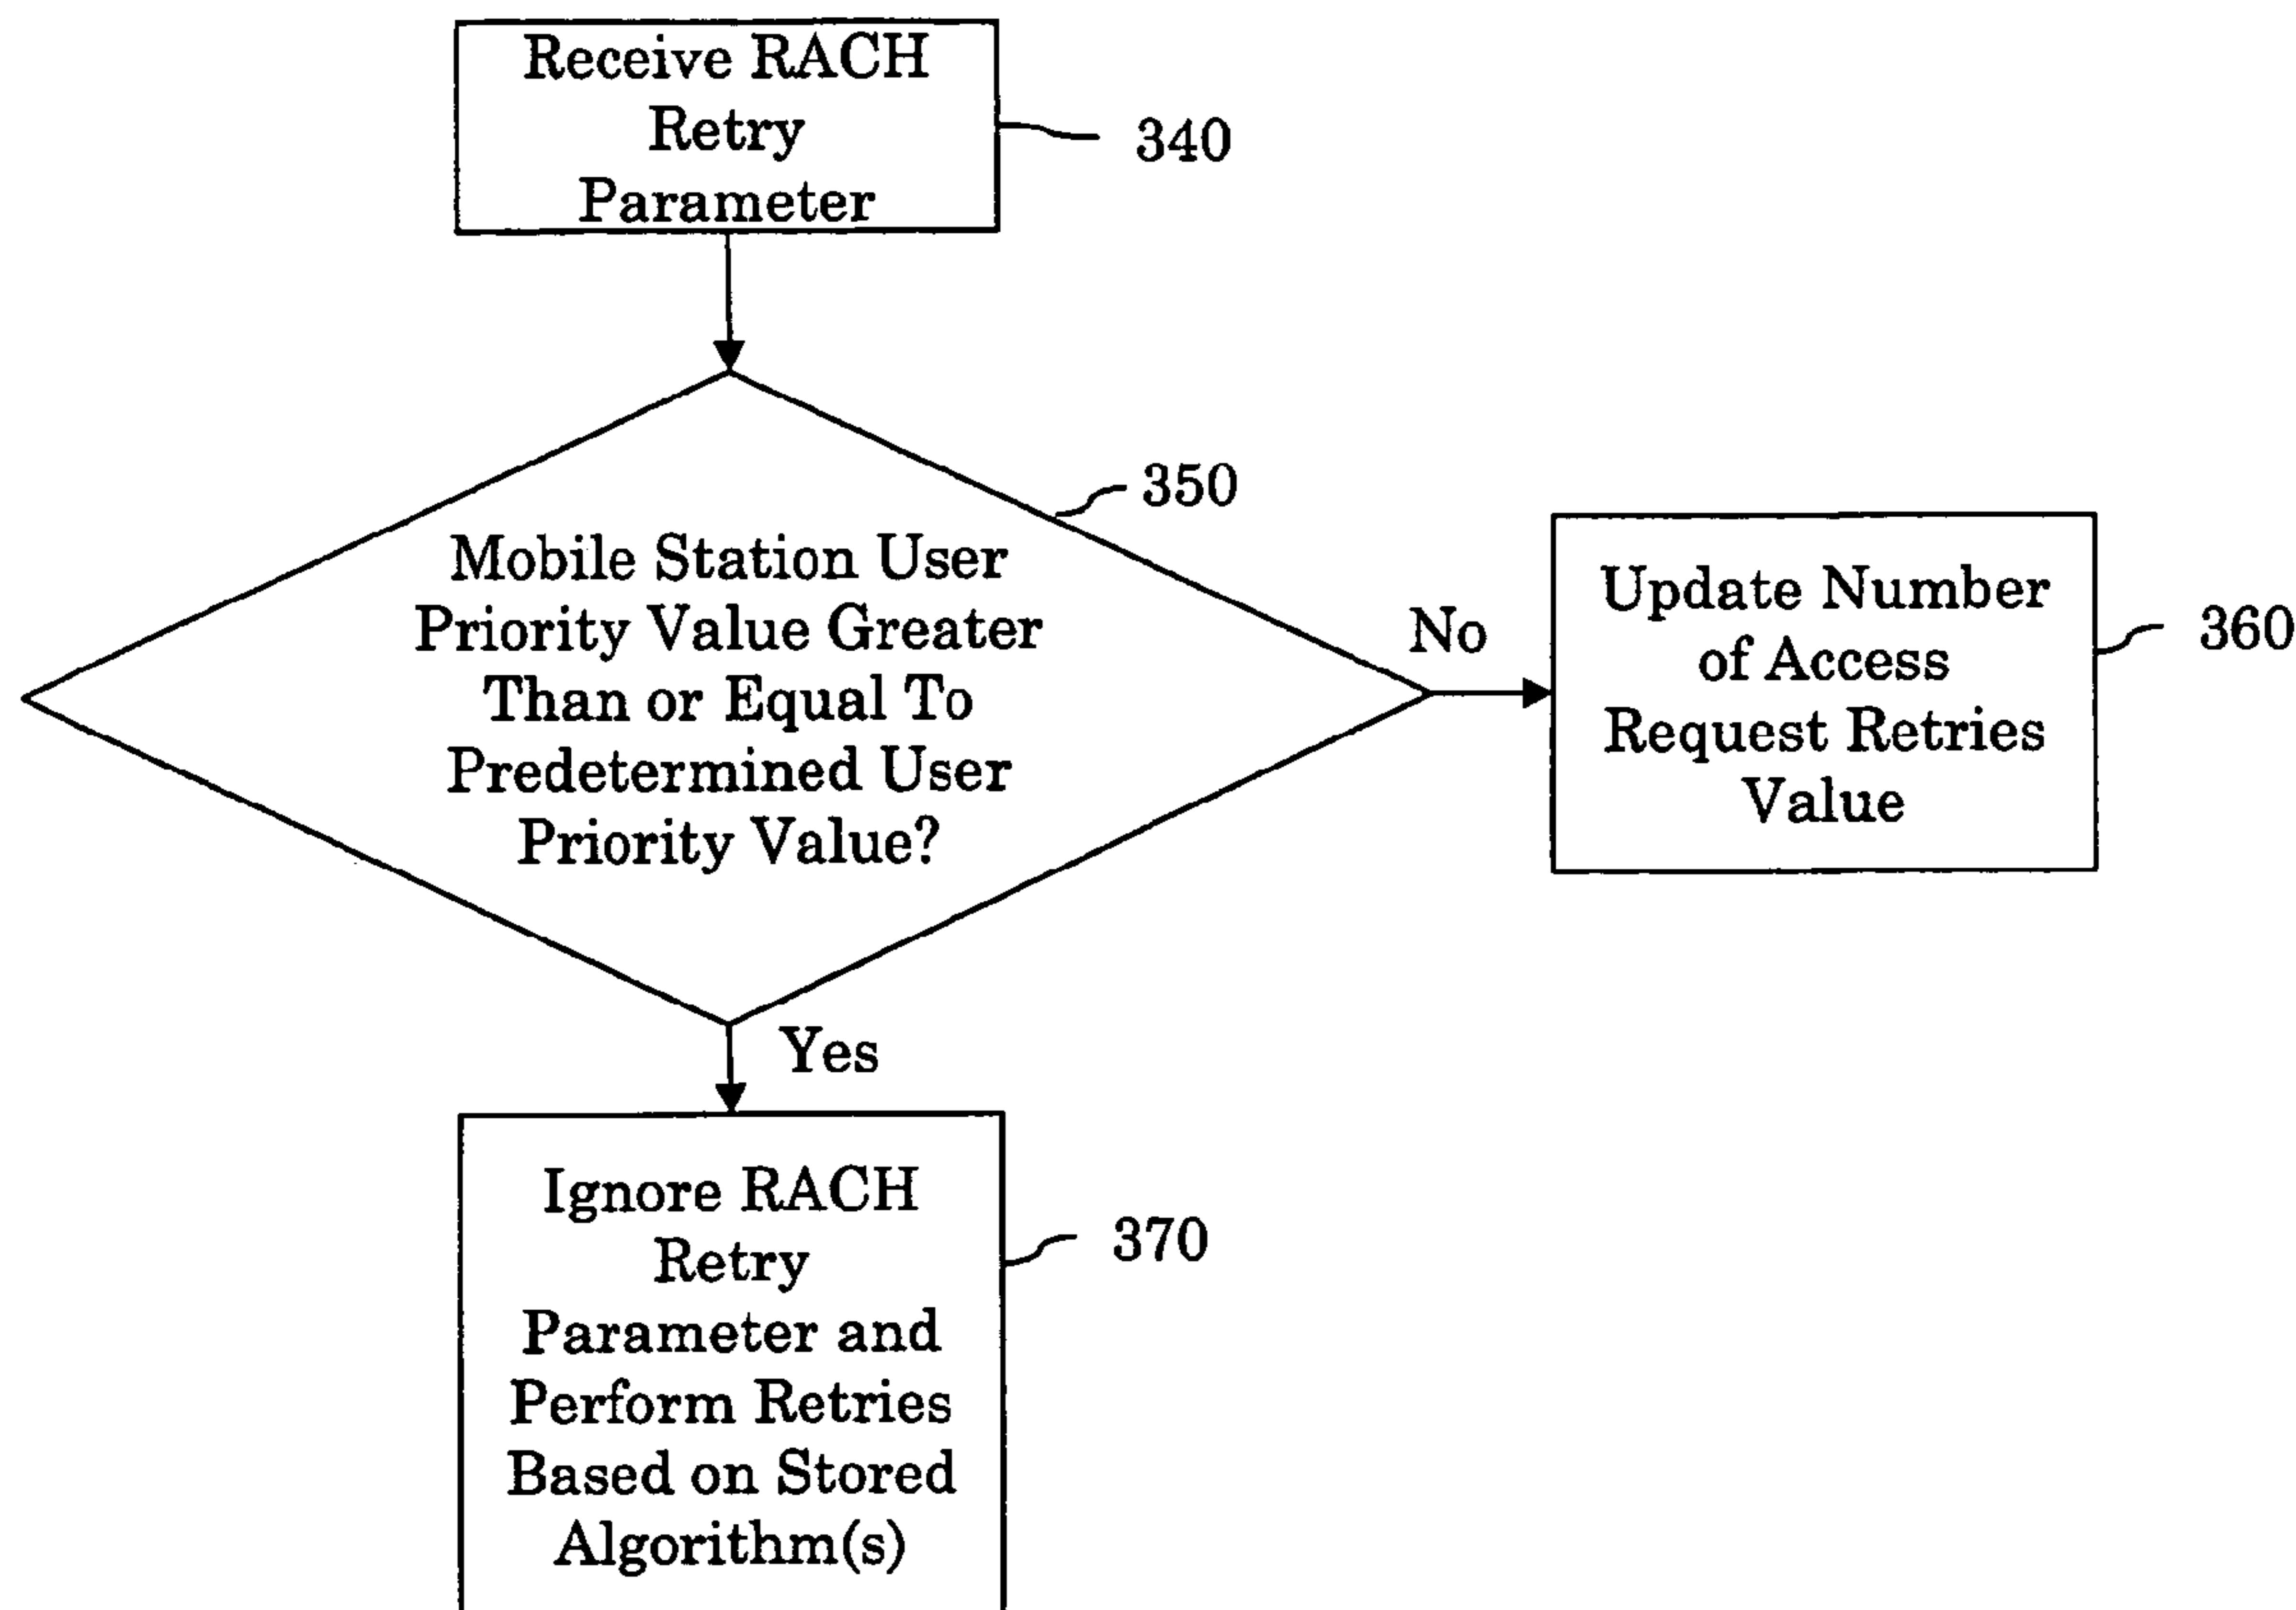 Receive RACH
Retry
Parameter
340
350
Mobile Station User
Priority Value Greater
Than or Equal To
Predetermined User
Priority Value?
No
Update Number
of Access
Request Retries
Value
360
Yes
Ignore RACH
Retry
Parameter and
Perform Retries
Based on Stored
Algorithm(s)
370